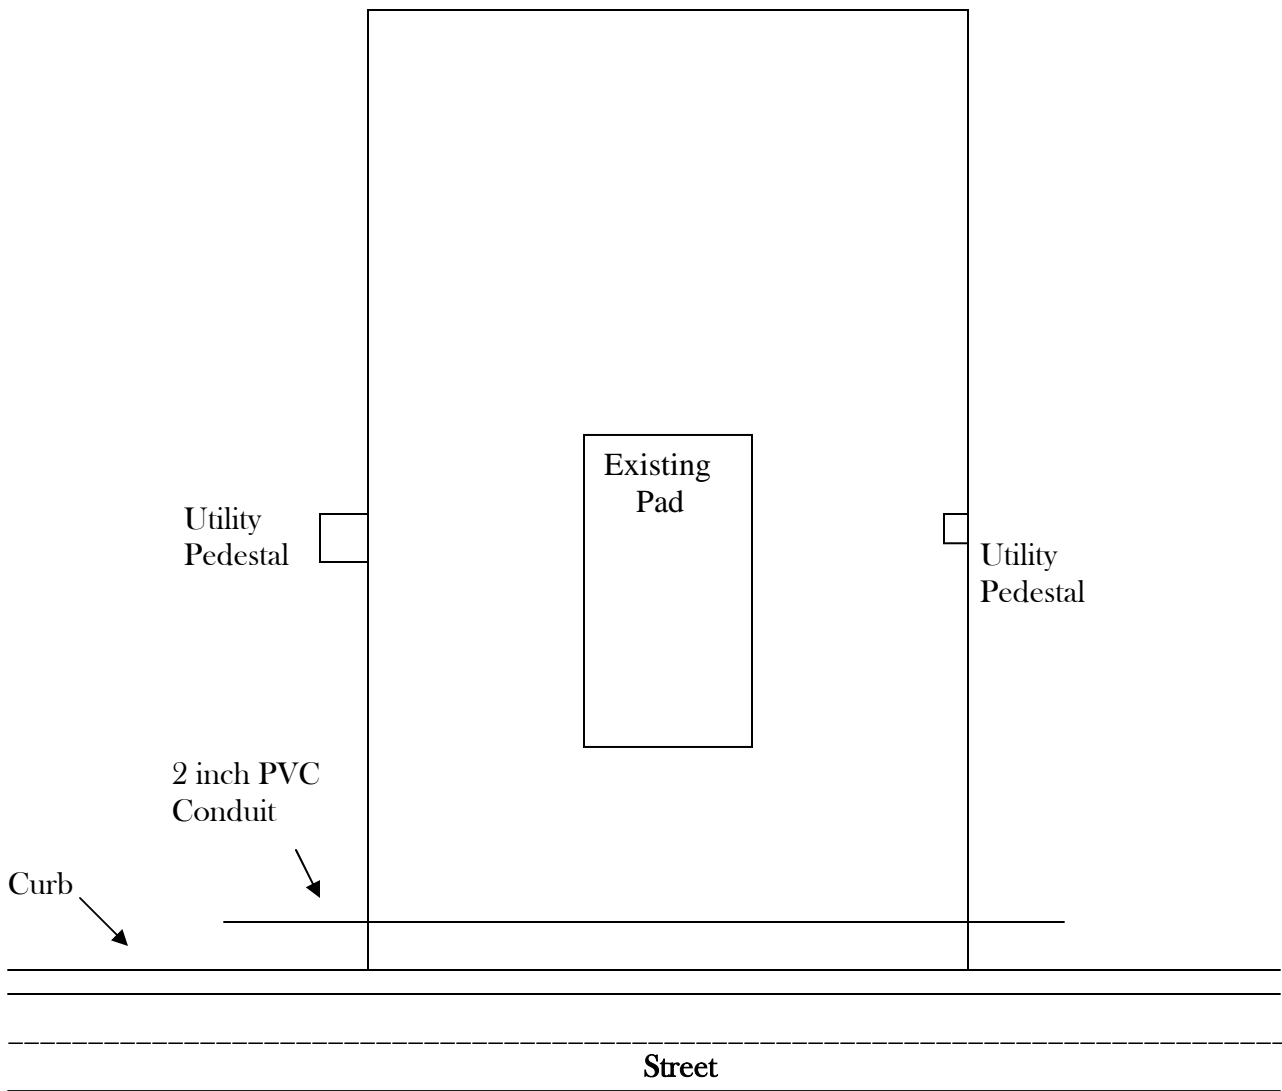 Existing
Pad
Utility
Pedestal
Utility
Pedestal
2 inch PVC
Conduit
Curb
Street